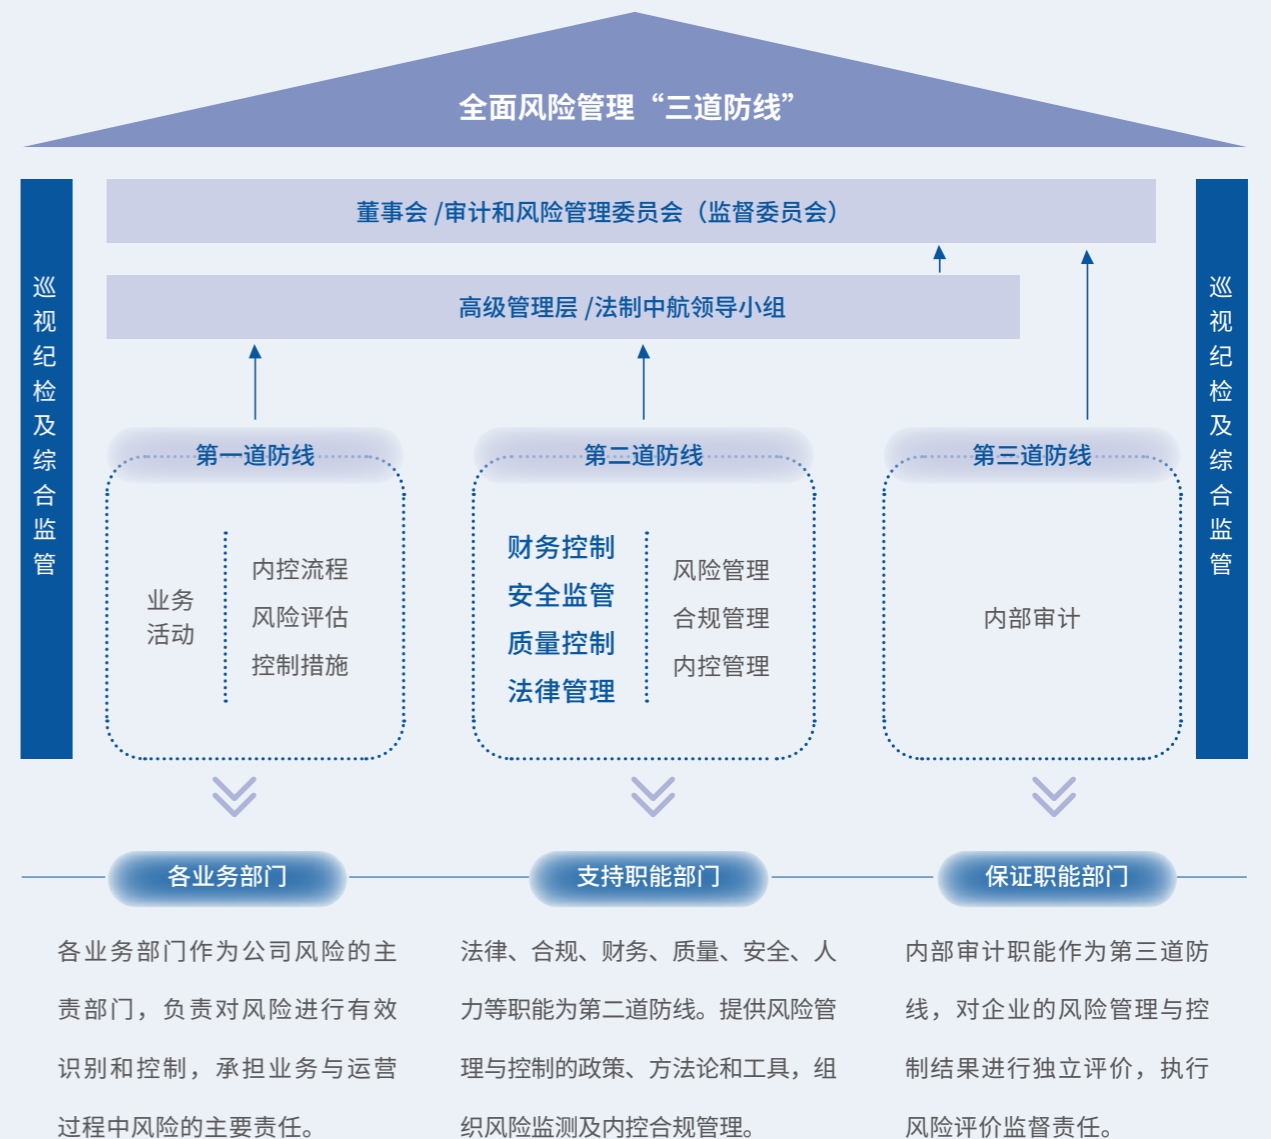 全面风险管理“三道防线”
董事会 /审计和风险管理委员会（监督委员会）
高级管理层 /法制中航领导小组
巡
视
纪
检
及
综
合
监
管
第一道防线
业务
活动
内控流程
风险评估
控制措施
第二道防线
财务控制
安全监管
质量控制
法律管理
风险管理
合规管理
内控管理
第三道防线
内部审计
巡
视
纪
检
及
综
合
监
管
各业务部门
各业务部门作为公司风险的主
责部门，负责对风险进行有效
识别和控制，承担业务与运营
过程中风险的主要责任。
支持职能部门
法律、合规、财务、质量、安全、人
力等职能为第二道防线。提供风险管
理与控制的政策、方法论和工具，组
织风险监测及内控合规管理。
保证职能部门
内部审计职能作为第三道防
线，对企业的风险管理与控
制结果进行独立评价，执行
风险评价监督责任。